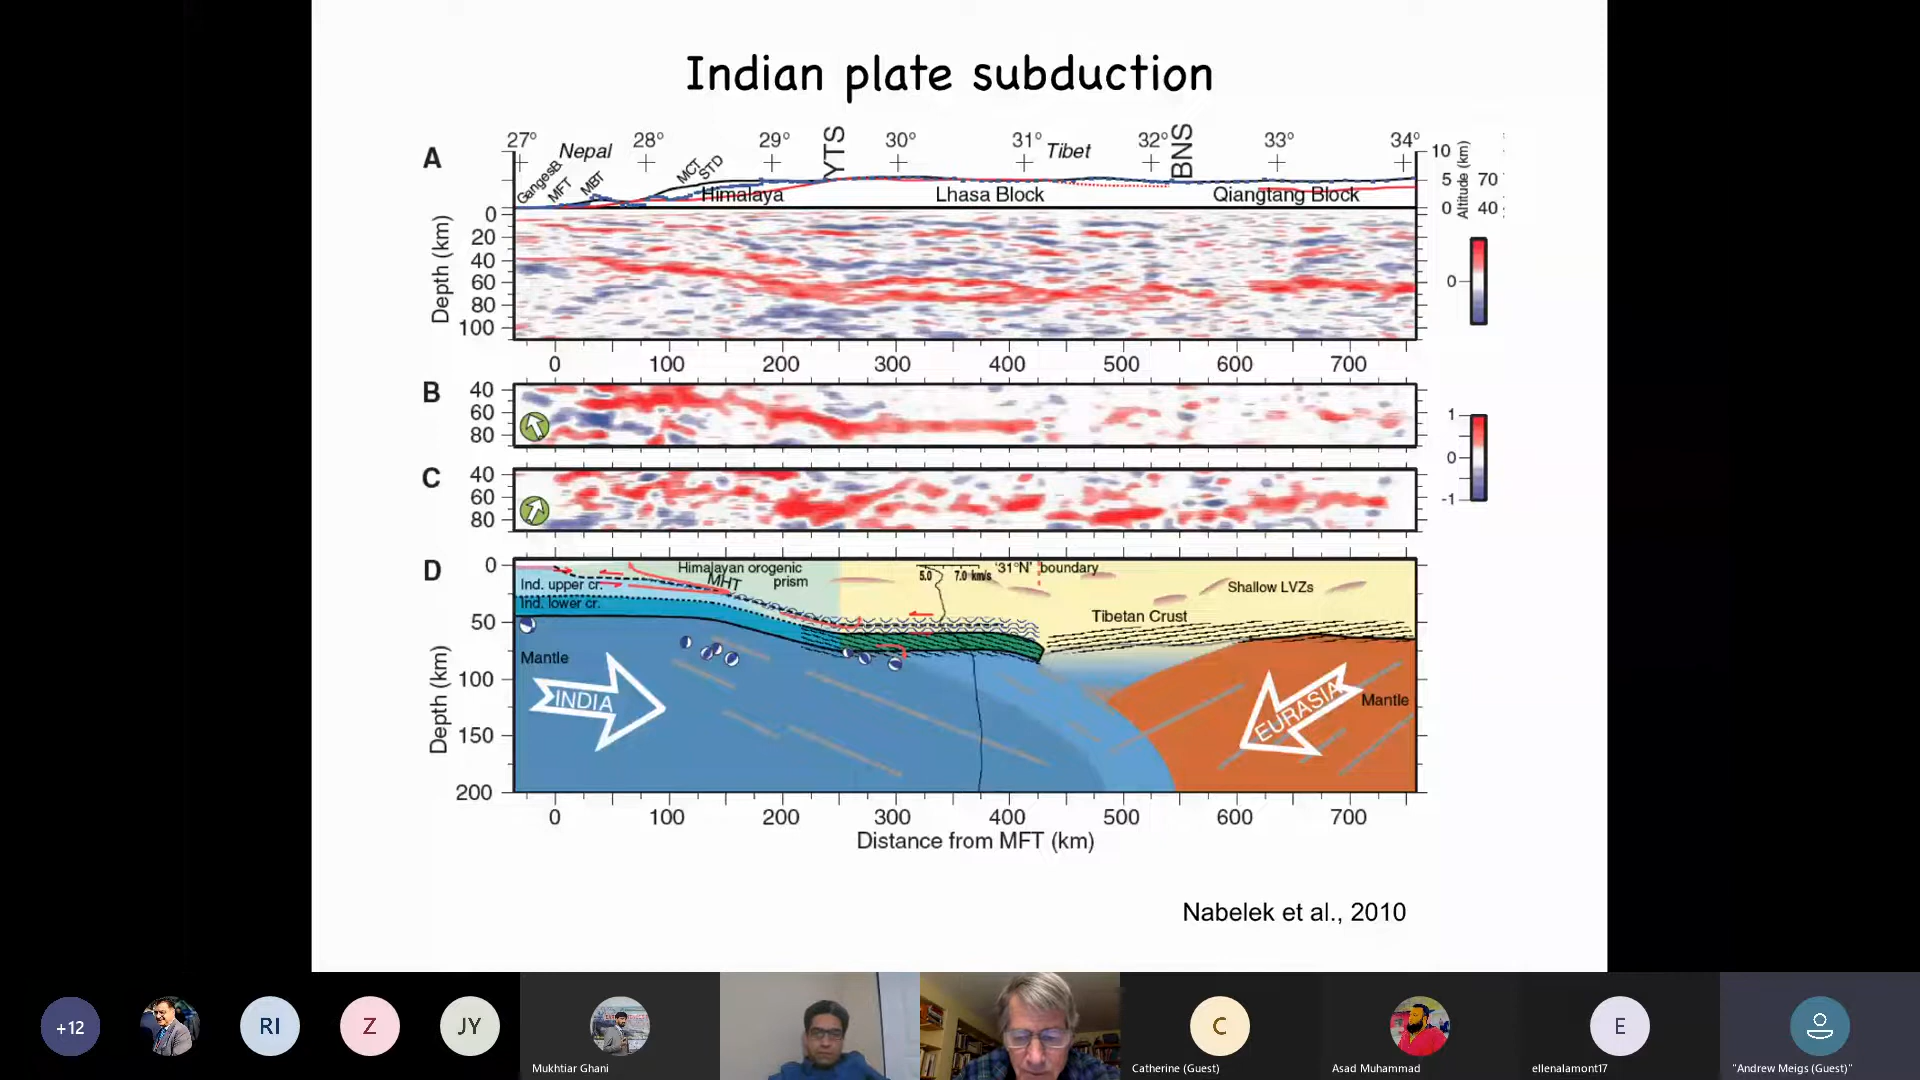 Indian plate subduction
A
27° 28° 29° 30° 31° 32° 33° 34°
Nepal YTS Tibet BNS
GangesB MFT MBT MCT STD
Himalaya Lhasa Block Qiangtang Block
10
5 70
0 40
Altitude (km)
0
20
40
60
80
100
Depth (km)
0
0 100 200 300 400 500 600 700
B
40
60
80
1
0
-1
C
40
60
80
D
0
50
100
150
200
Depth (km)
Himalayan orogenic
prism
MHT
Ind. upper cr.
Ind. lower cr.
5.0 7.0 km/s
'31°N' boundary
Shallow LVZs
Tibetan Crust
Mantle
INDIA
EURASIA
Mantle
0 100 200 300 400 500 600 700
Distance from MFT (km)
Nabelek et al., 2010
+12
RI
Z
JY
Mukhtiar Ghani
C
Catherine (Guest)
Asad Muhammad
E
ellenalamont17
"Andrew Meigs (Guest)"